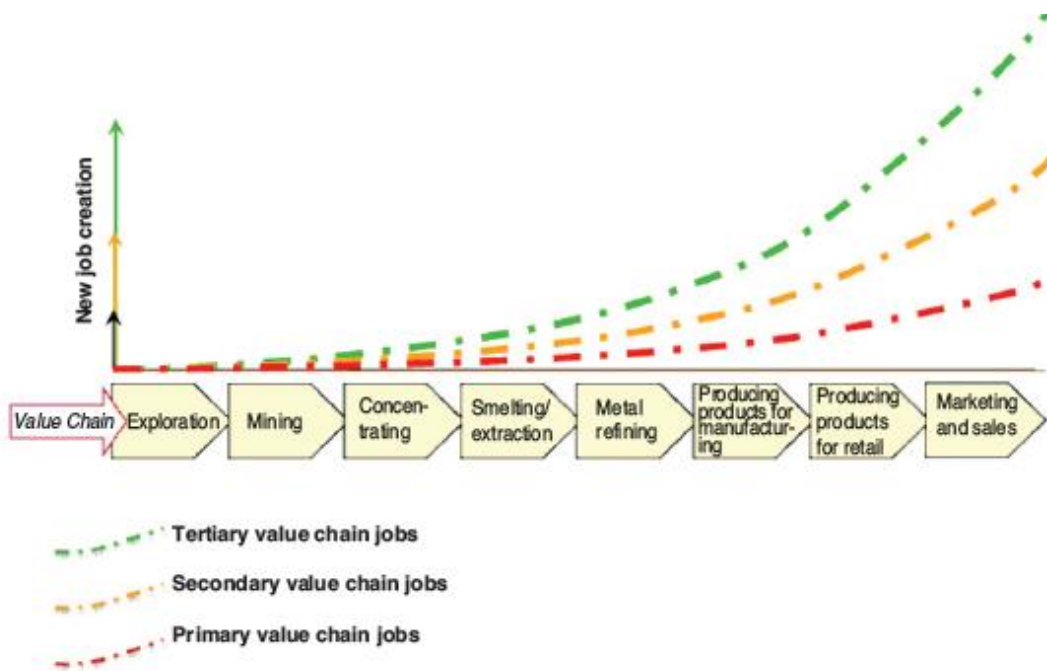 New job creation
Value Chain
Exploration
Mining
Concen-
trating
Smelting/
extraction
Metal
refining
Producing
products for
manufactur-
ing
Producing
products
for retail
Marketing
and sales
Tertiary value chain jobs
Secondary value chain jobs
Primary value chain jobs